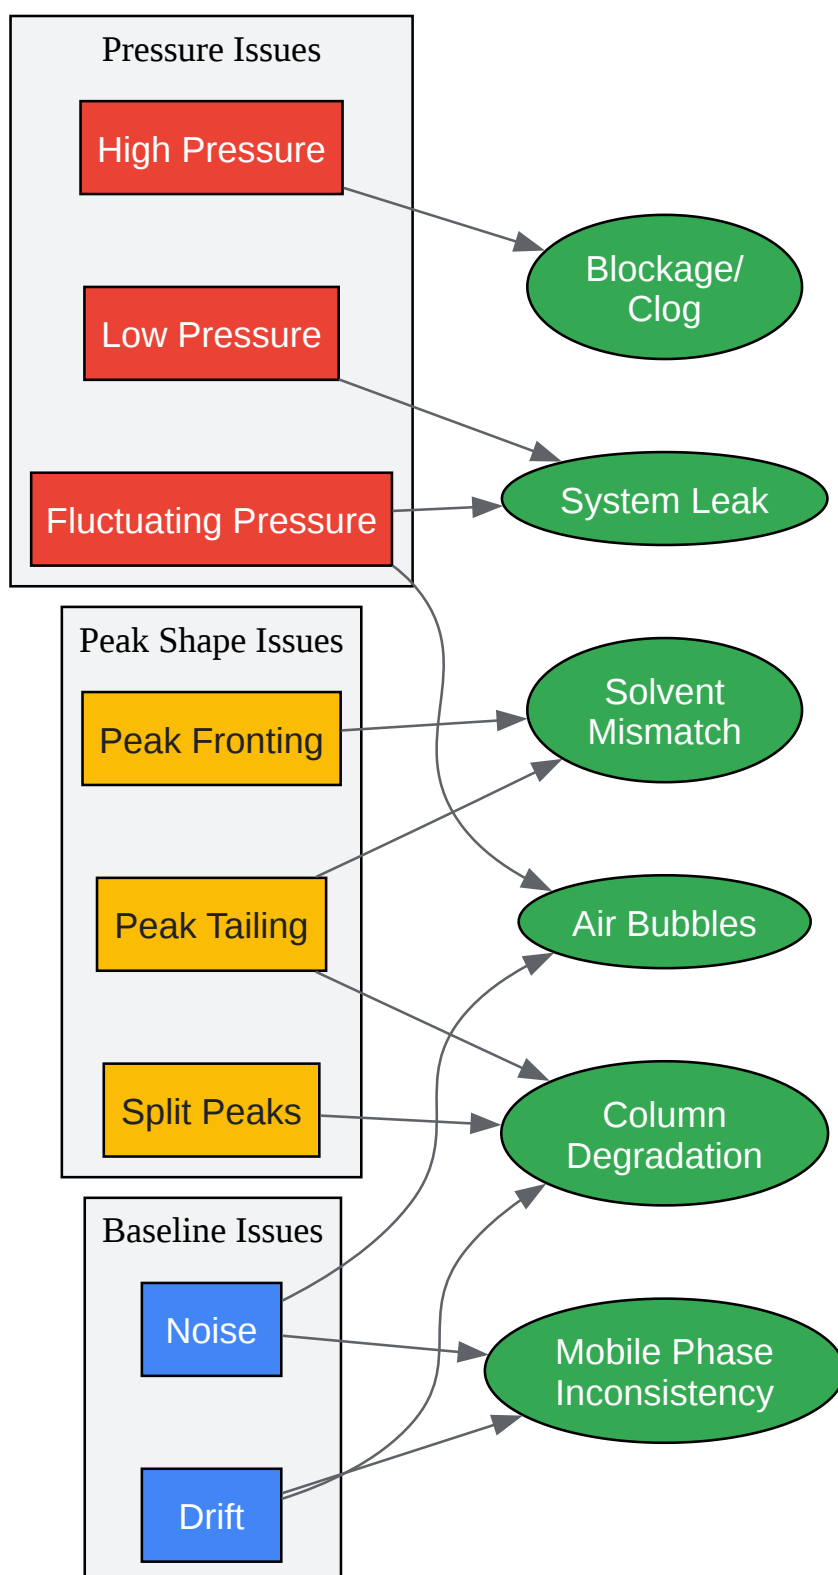 Pressure Issues
High Pressure
Low Pressure
Fluctuating Pressure
Blockage/
Clog
System Leak
Peak Shape Issues
Peak Fronting
Peak Tailing
Split Peaks
Solvent
Mismatch
Air Bubbles
Column
Degradation
Baseline Issues
Noise
Drift
Mobile Phase
Inconsistency